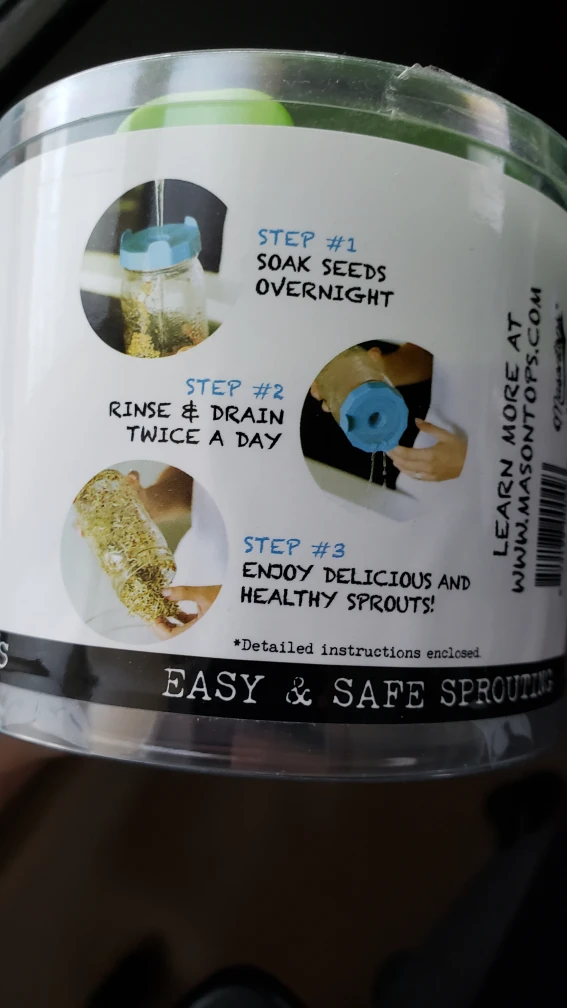 STEP #1
SOAK SEEDS
OVERNIGHT
STEP #2
RINSE & DRAIN
TWICE A DAY
STEP #3
ENJOY DELICIOUS AND
HEALTHY SPROUTS!
*Detailed instructions enclosed.
EASY & SAFE SPROUTING
LEARN MORE AT
WWW.MASONTOPS.COM